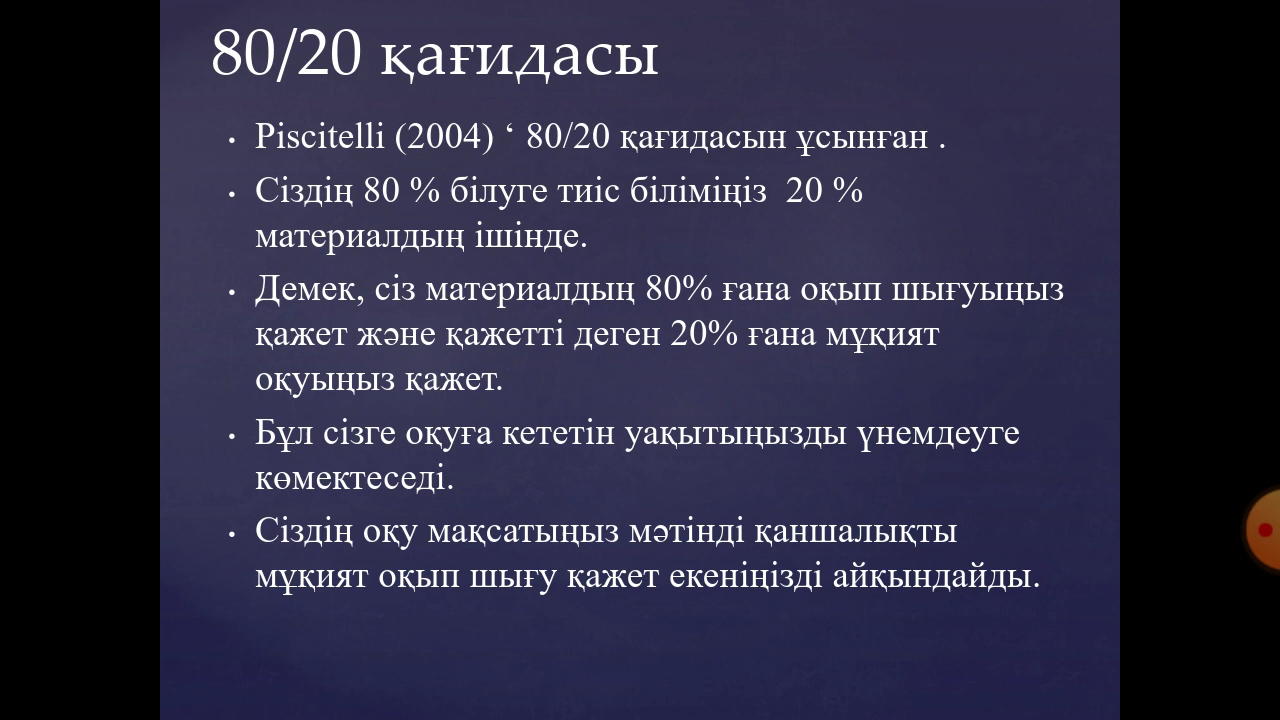 80/20 қағидасы
• Piscitelli (2004) ‘ 80/20 қағидасын ұсынған .
• Сіздің 80 % білуге тиіс біліміңіз  20 %
материалдың ішінде.
• Демек, сіз материалдың 80% ғана оқып шығуыңыз
қажет және қажетті деген 20% ғана мұқият
оқуыңыз қажет.
• Бұл сізге оқуға кететін уақытыңызды үнемдеуге
көмектеседі.
• Сіздің оқу мақсатыңыз мәтінді қаншалықты
мұқият оқып шығу қажет екеніңізді айқындайды.